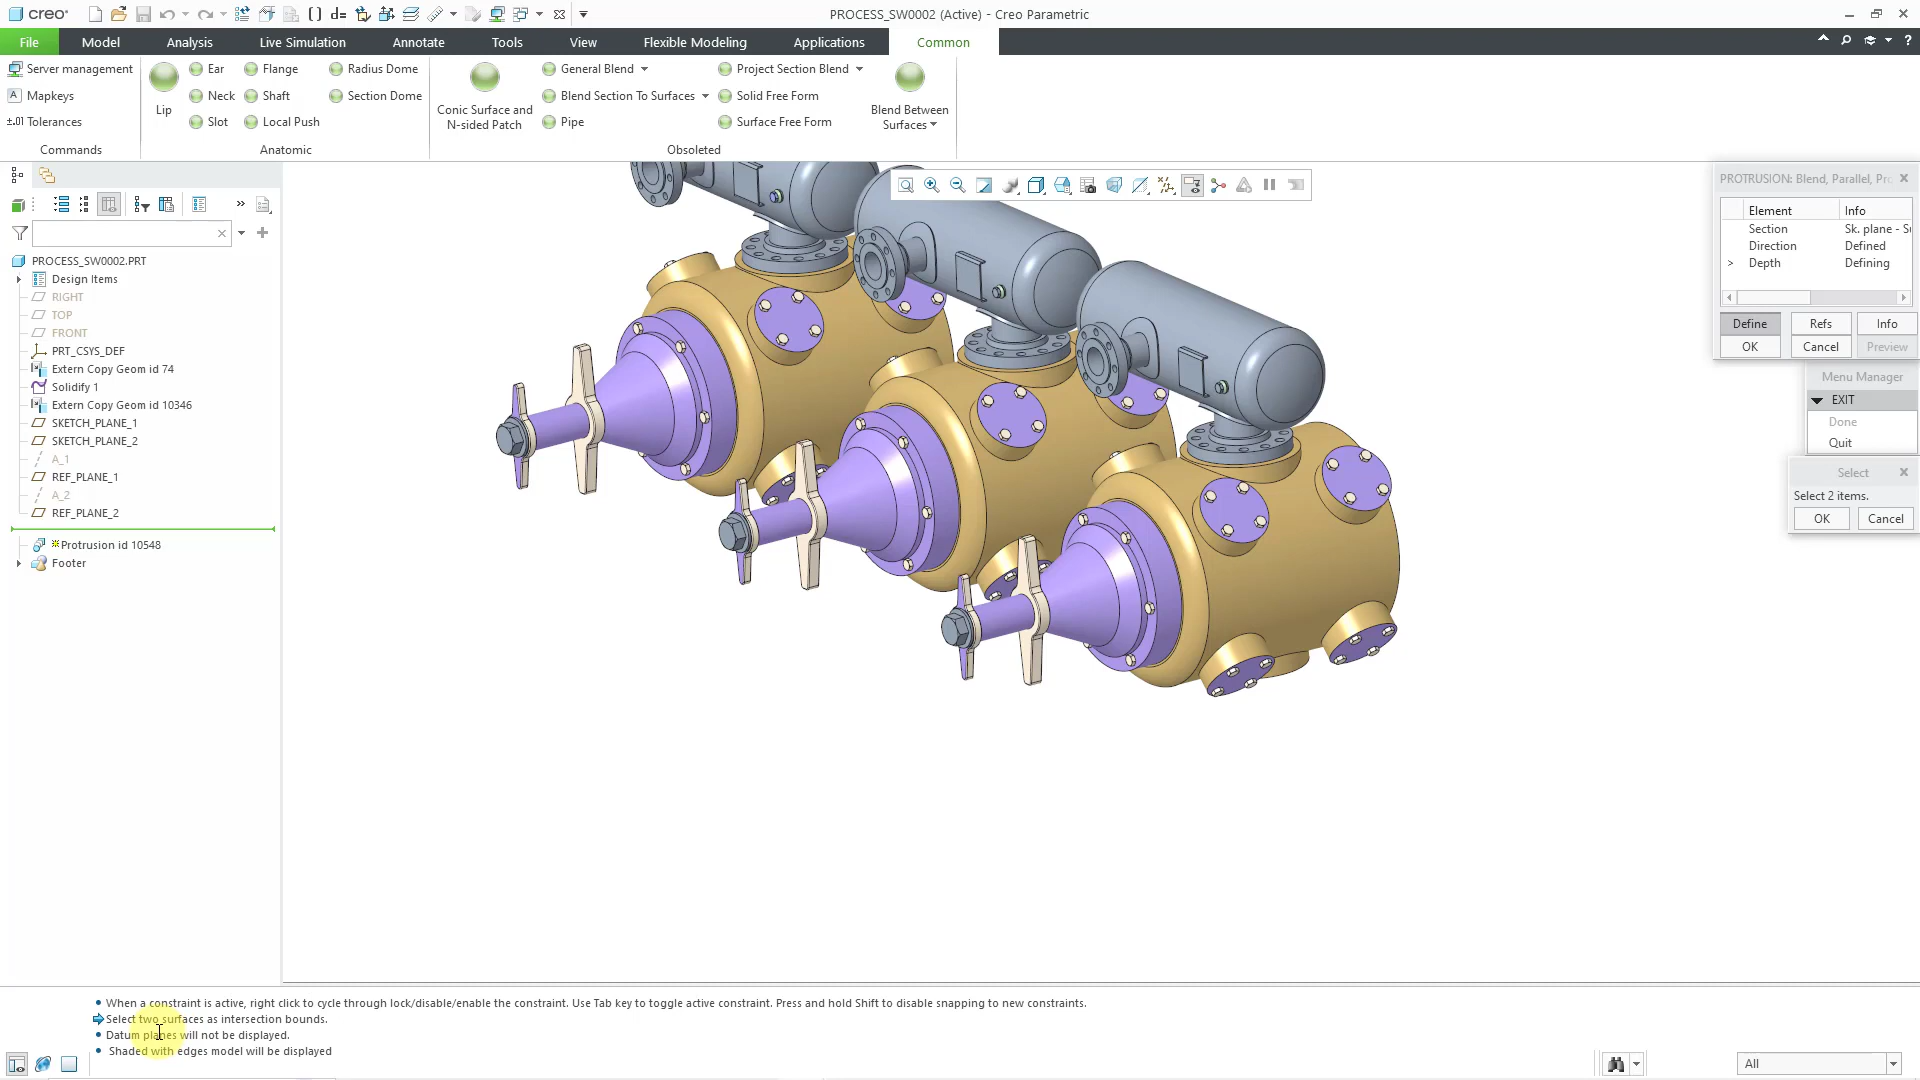 creo
PROCESS_SW0002 (Active) - Creo Parametric
File
Model
Analysis
Live Simulation
Annotate
Tools
View
Flexible Modeling
Applications
Common
Server management
Mapkeys
Tolerances
Commands
Lip
Ear
Neck
Slot
Flange
Shaft
Local Push
Radius Dome
Section Dome
Anatomic
Conic Surface and
N-sided Patch
General Blend
Blend Section To Surfaces
Pipe
Project Section Blend
Solid Free Form
Surface Free Form
Blend Between
Surfaces
Obsoleted
PROCESS_SW0002.PRT
Design Items
RIGHT
TOP
FRONT
PRT_CSYS_DEF
Extern Copy Geom id 74
Solidify 1
Extern Copy Geom id 10346
SKETCH_PLANE_1
SKETCH_PLANE_2
A_1
REF_PLANE_1
A_2
REF_PLANE_2
Protrusion id 10548
Footer
PROTRUSION: Blend, Parallel, Pr
Element Info
Section Sk. plane - S
Direction Defined
> Depth Defining
Define Refs Info
OK Cancel Preview
Menu Manager
EXIT
Done
Quit
Select
Select 2 items.
OK Cancel
When a constraint is active, right click to cycle through lock/disable/enable the constraint. Use Tab key to toggle active constraint. Press and hold Shift to disable snapping to new constraints.
Select two surfaces as intersection bounds.
Datum planes will not be displayed.
Shaded with edges model will be displayed
All